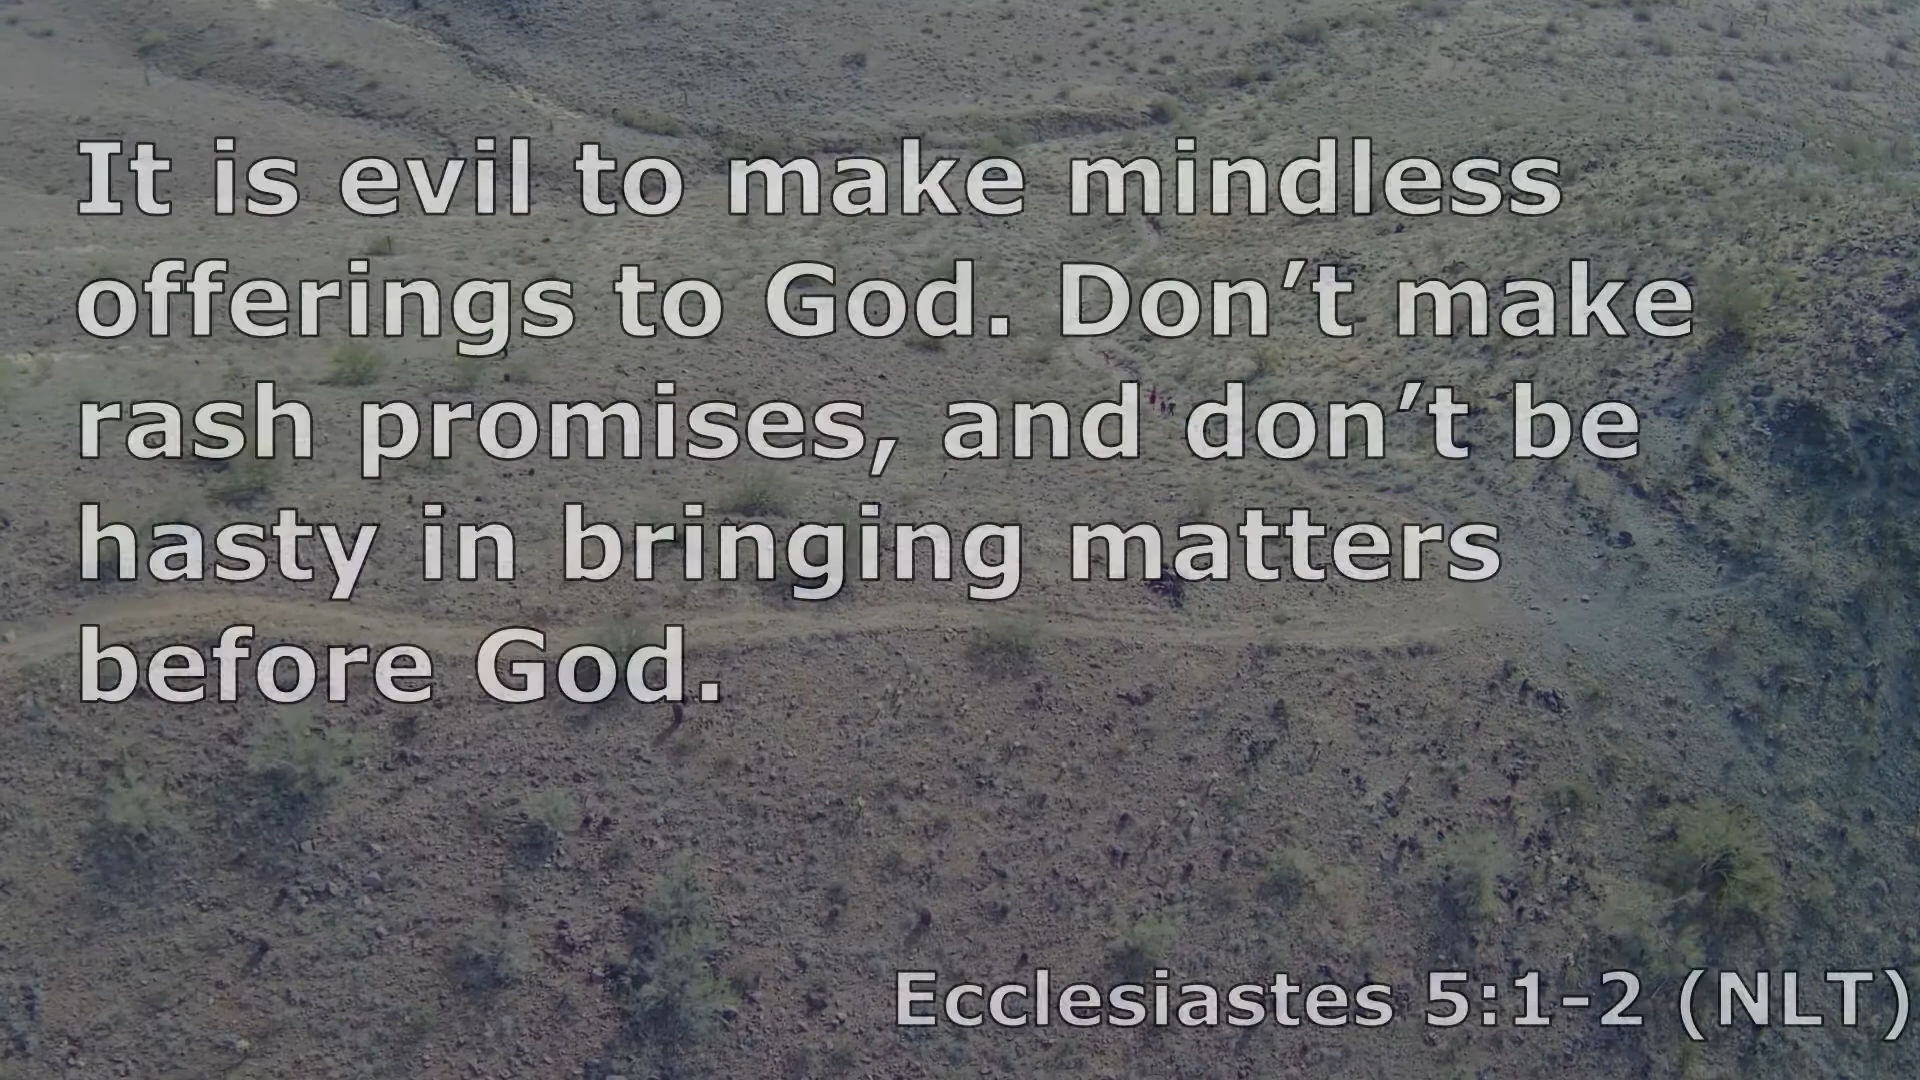 It is evil to make mindless
offerings to God. Don’t make
rash promises, and don’t be
hasty in bringing matters
before God.
Ecclesiastes 5:1-2 (NLT)